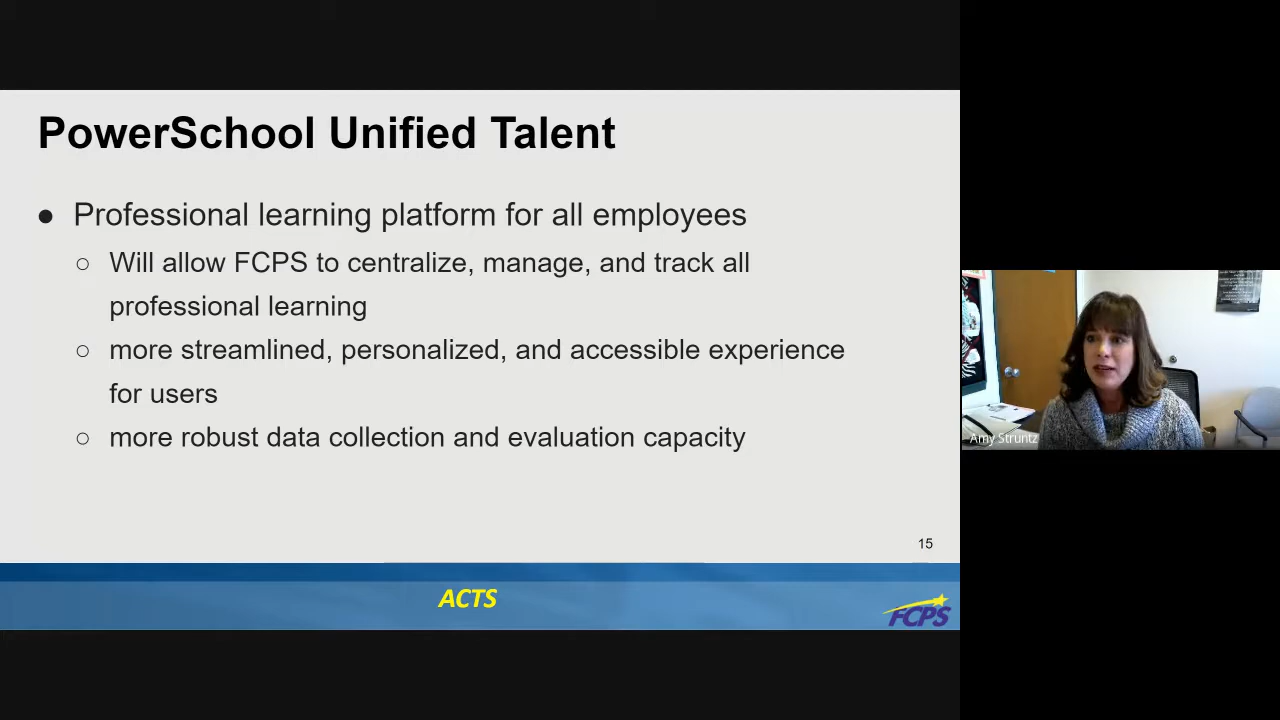 PowerSchool Unified Talent
● Professional learning platform for all employees
○ Will allow FCPS to centralize, manage, and track all
professional learning
○ more streamlined, personalized, and accessible experience
for users
○ more robust data collection and evaluation capacity
15
ACTS
FCPS
Amy Struntz